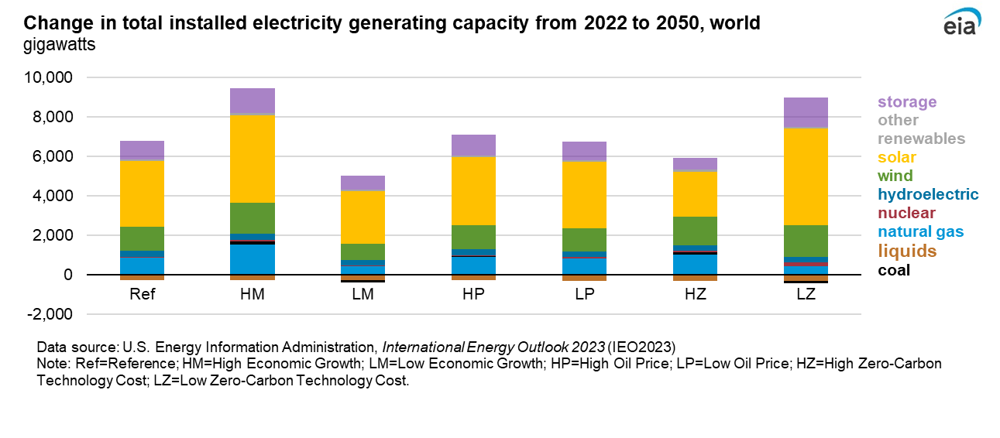 Change in total installed electricity generating capacity from 2022 to 2050, world
gigawatts
eia
10,000
8,000
6,000
4,000
2,000
0
-2,000
Ref
HM
LM
HP
LP
HZ
LZ
storage
other
renewables
solar
wind
hydroelectric
nuclear
natural gas
liquids
coal
Data source: U.S. Energy Information Administration, International Energy Outlook 2023 (IEO2023)
Note: Ref=Reference; HM=High Economic Growth; LM=Low Economic Growth; HP=High Oil Price; LP=Low Oil Price; HZ=High Zero-Carbon
Technology Cost; LZ=Low Zero-Carbon Technology Cost.